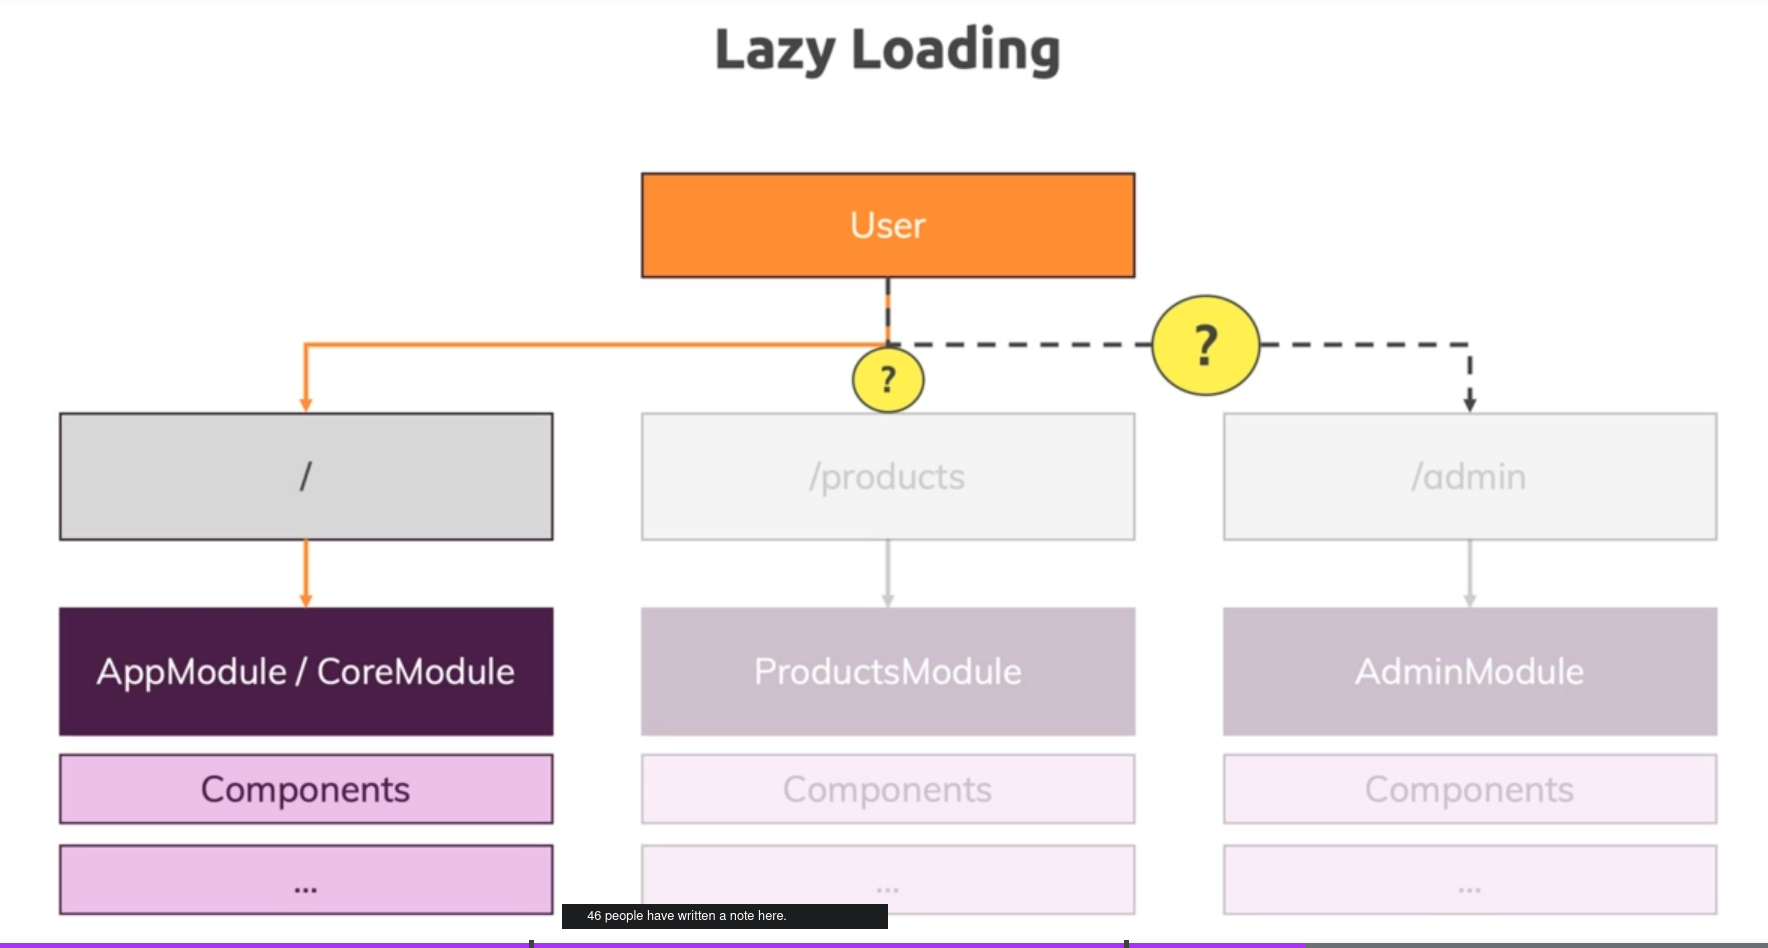 Lazy Loading
User
?
?
/
/products
/admin
AppModule / CoreModule
ProductsModule
AdminModule
Components
Components
Components
...
...
...
46 people have written a note here.